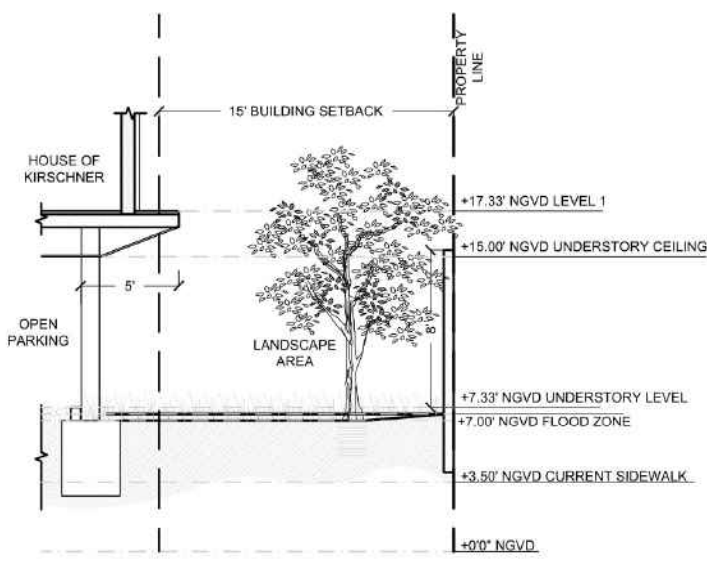 PROPERTY
LINE
15' BUILDING SETBACK
HOUSE OF
KIRSCHNER
+17.33' NGVD LEVEL 1
+15.00' NGVD UNDERSTORY CEILING
5'
8'
OPEN
PARKING
LANDSCAPE
AREA
+7.33' NGVD UNDERSTORY LEVEL
+7.00' NGVD FLOOD ZONE
+3.50' NGVD CURRENT SIDEWALK
+0'0" NGVD